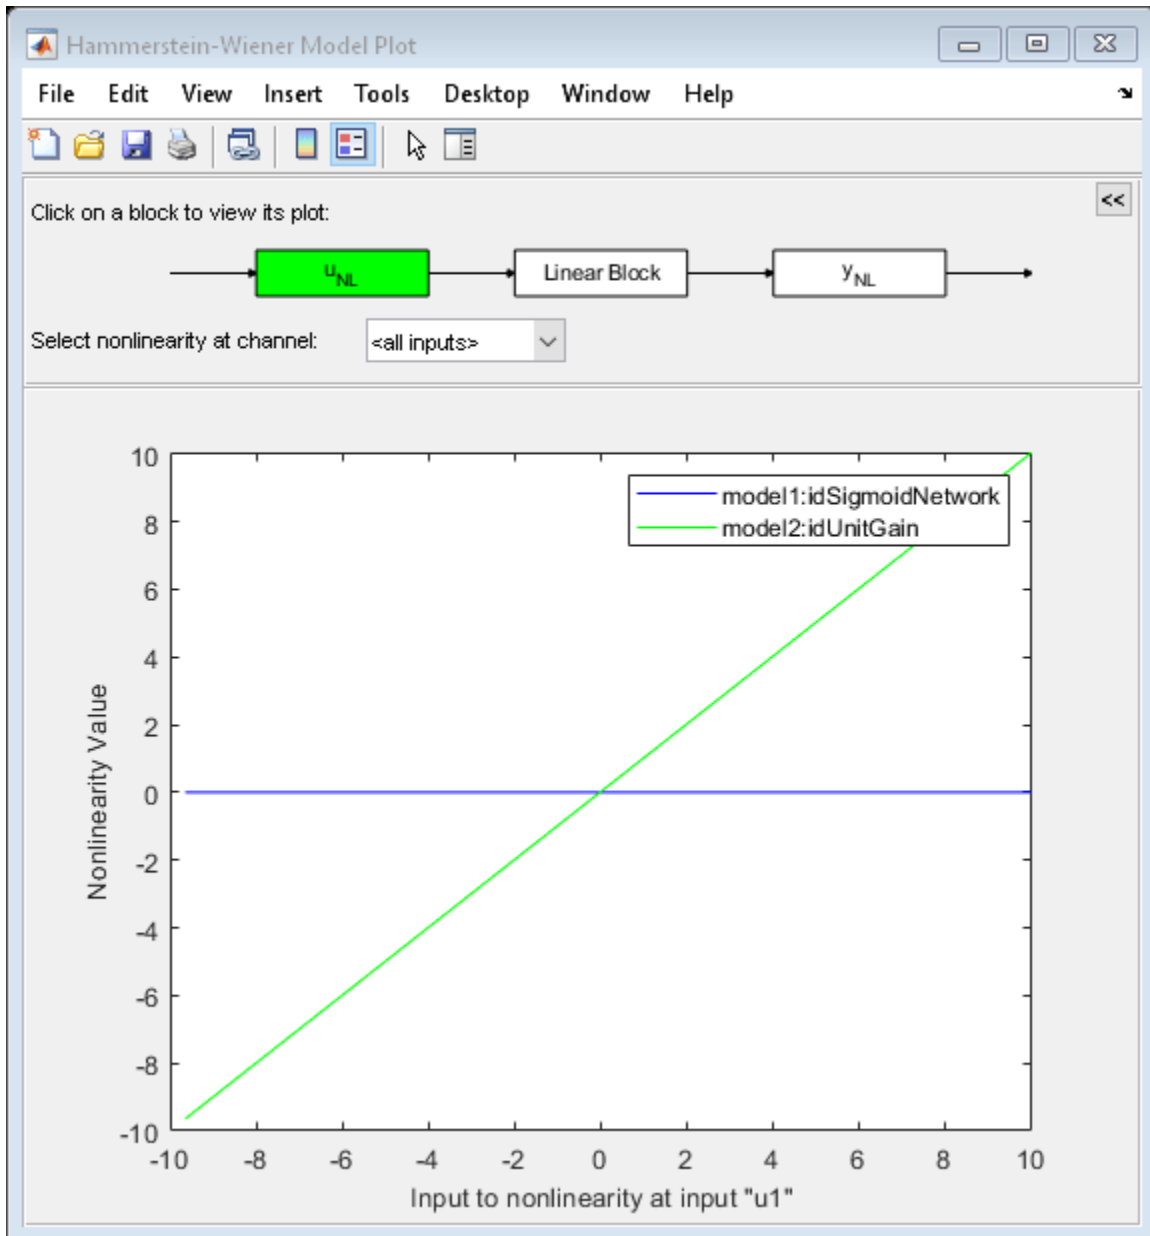 Hammerstein-Wiener Model Plot
File Edit View Insert Tools Desktop Window Help
Click on a block to view its plot:
<<
uNL Linear Block yNL
Select nonlinearity at channel: <all inputs>
model1:idSigmoidNetwork
model2:idUnitGain
Nonlinearity Value
10
8
6
4
2
0
-2
-4
-6
-8
-10
-10 -8 -6 -4 -2 0 2 4 6 8 10
Input to nonlinearity at input "u1"